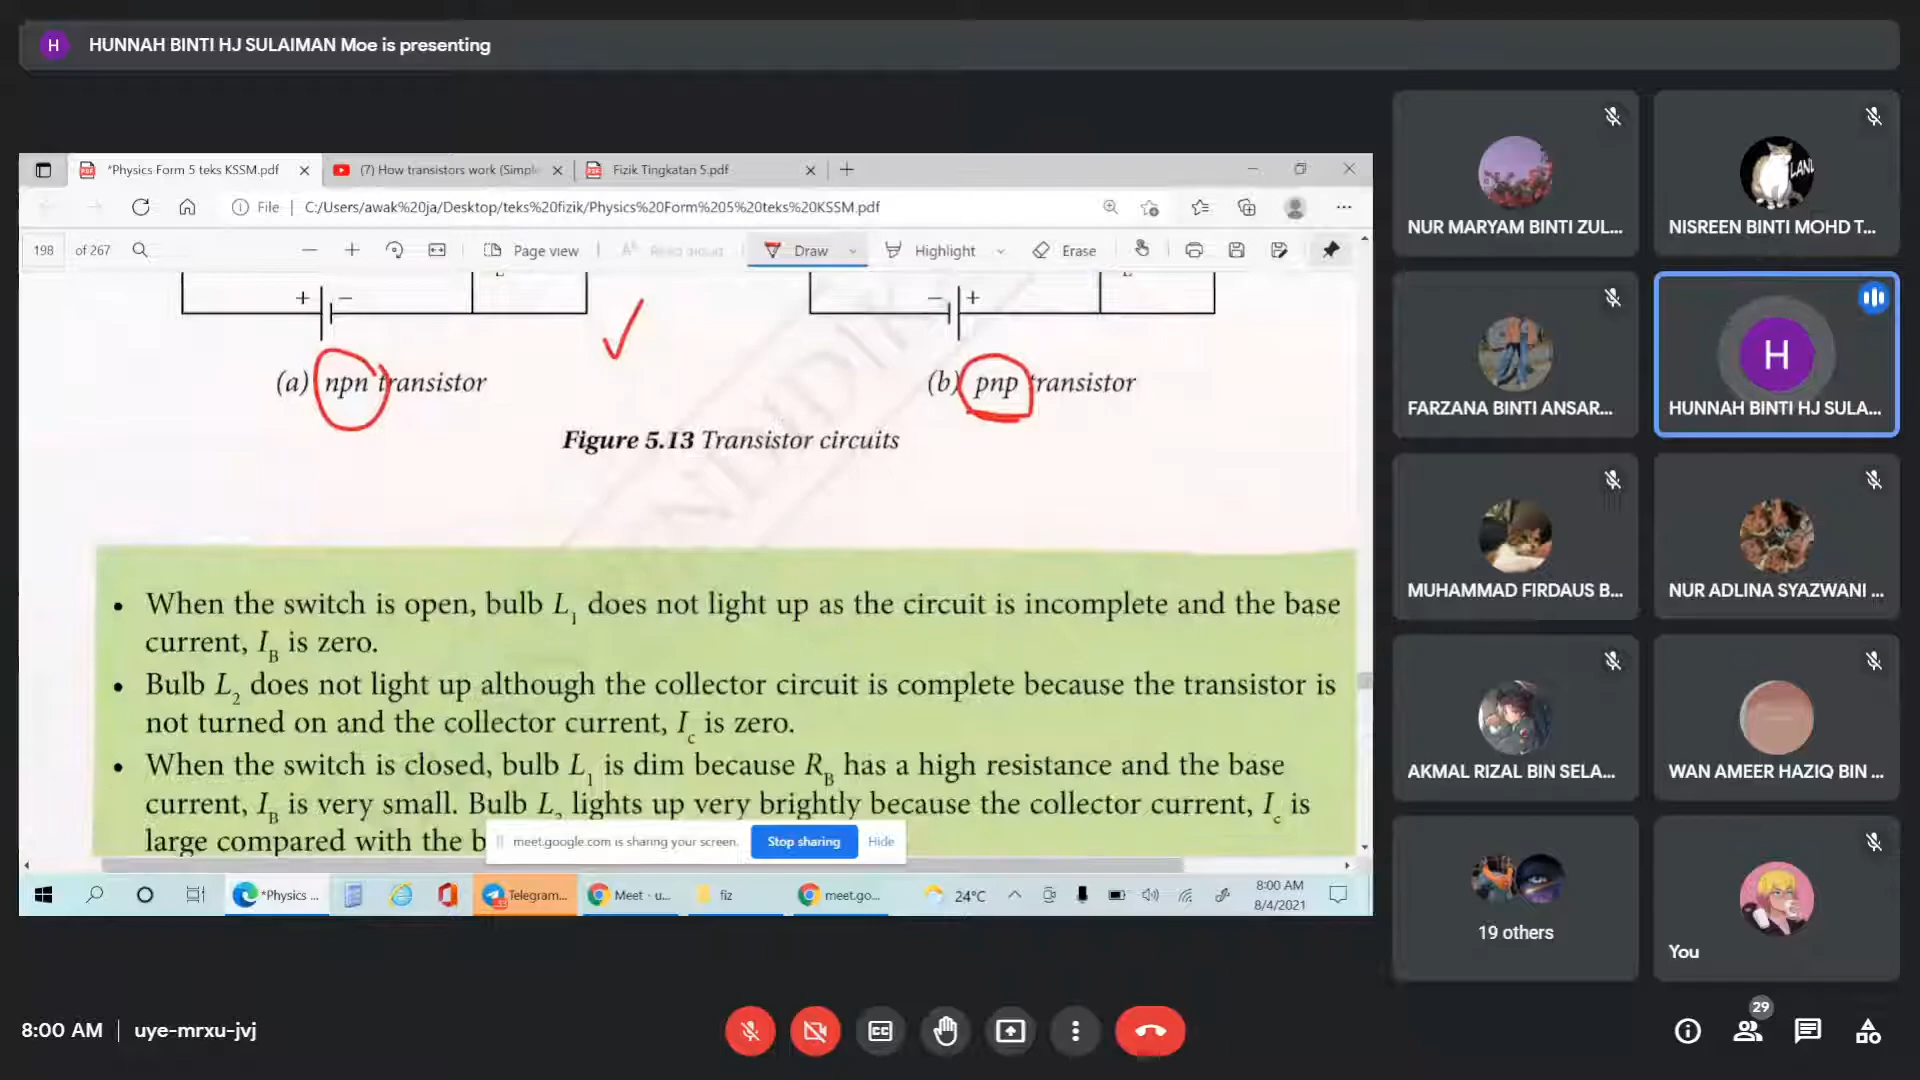 H HUNNAH BINTI HJ SULAIMAN Moe is presenting
*Physics Form 5 teks KSSM.pdf
(7) How transistors work (Simple
Fizik Tingkatan 5.pdf
File | C:/Users/awak%20ja/Desktop/teks%20fizik/Physics%20Form%205%20teks%20KSSM.pdf
198 of 267
Page view
Read aloud
Draw
Highlight
Erase
+ −
− +
(a) npn transistor
(b) pnp transistor
Figure 5.13 Transistor circuits
• When the switch is open, bulb L1 does not light up as the circuit is incomplete and the base
current, IB is zero.
• Bulb L2 does not light up although the collector circuit is complete because the transistor is
not turned on and the collector current, Ic is zero.
• When the switch is closed, bulb L1 is dim because RB has a high resistance and the base
current, IB is very small. Bulb L2 lights up very brightly because the collector current, Ic is
large compared with the b
meet.google.com is sharing your screen.
Stop sharing
Hide
*Physics ...
Telegram...
Meet - u...
fiz
meet.go...
24°C
8:00 AM
8/4/2021
NUR MARYAM BINTI ZUL...
LANI
NISREEN BINTI MOHD T...
FARZANA BINTI ANSAR...
H
HUNNAH BINTI HJ SULA...
MUHAMMAD FIRDAUS B...
NUR ADLINA SYAZWANI ...
AKMAL RIZAL BIN SELA...
WAN AMEER HAZIQ BIN ...
19 others
You
8:00 AM | uye-mrxu-jvj
CC
29